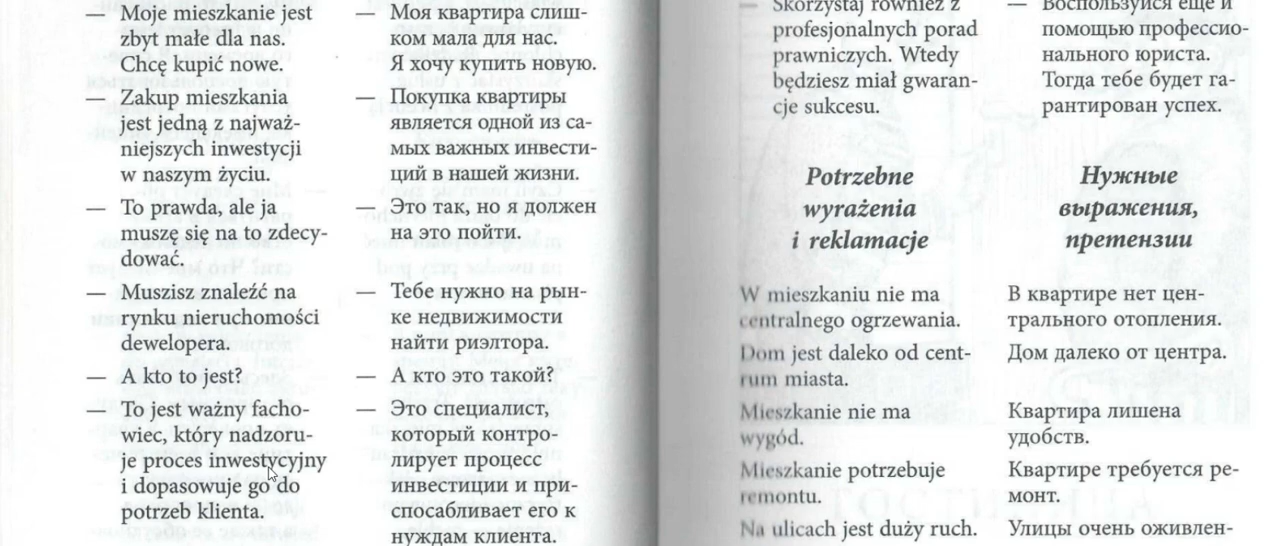 — Moje mieszkanie jest
zbyt małe dla nas.
Chcę kupić nowe.
— Zakup mieszkania
jest jedną z najważ-
niejszych inwestycji
w naszym życiu.
— To prawda, ale ja
muszę się na to zdecy-
dować.
— Musisz znaleźć na
rynku nieruchomości
dewelopera.
— A kto to jest?
— To jest ważny facho-
wiec, który nadzoru-
je proces inwestycyjny
i dopasowuje go do
potrzeb klienta.
— Моя квартира слиш-
ком мала для нас.
Я хочу купить новую.
— Покупка квартиры
является одной из са-
мых важных инвести-
ций в нашей жизни.
— Это так, но я должен
на это пойти.
— Тебе нужно на рын-
ке недвижимости
найти риэлтора.
— А кто это такой?
— Это специалист,
который контро-
лирует процесс
инвестиции и при-
спосабливает его к
нуждам клиента.
— Skorzystaj również z
profesjonalnych porad
prawniczych. Wtedy
będziesz miał gwaran-
cje sukcesu.
— Воспользуйся еще и
помощью профессио-
нального юриста.
Тогда тебе будет га-
рантирован успех.
Potrzebne
wyrażenia
i reklamacje
Нужные
выражения,
претензии
W mieszkaniu nie ma
centralnego ogrzewania.
Dom jest daleko od cent-
rum miasta.
Mieszkanie nie ma
wygód.
Mieszkanie potrzebuje
remontu.
Na ulicach jest duży ruch.
В квартире нет цен-
трального отопления.
Дом далеко от центра.
Квартира лишена
удобств.
Квартире требуется ре-
монт.
Улицы очень оживлен-